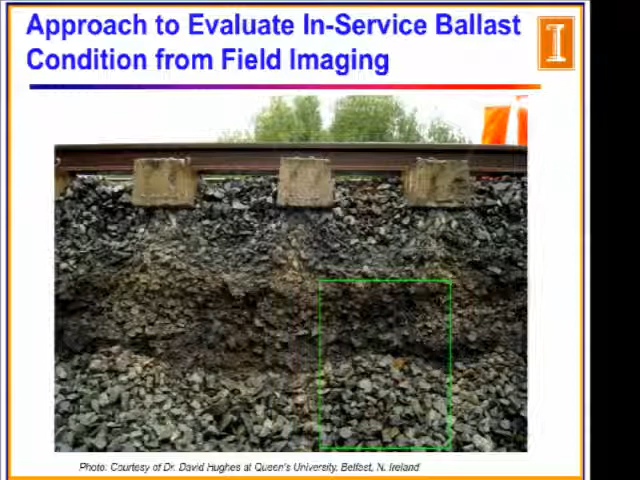 Approach to Evaluate In-Service Ballast
Condition from Field Imaging
I
Photo: Courtesy of Dr. David Hughes at Queen's University, Belfast, N. Ireland